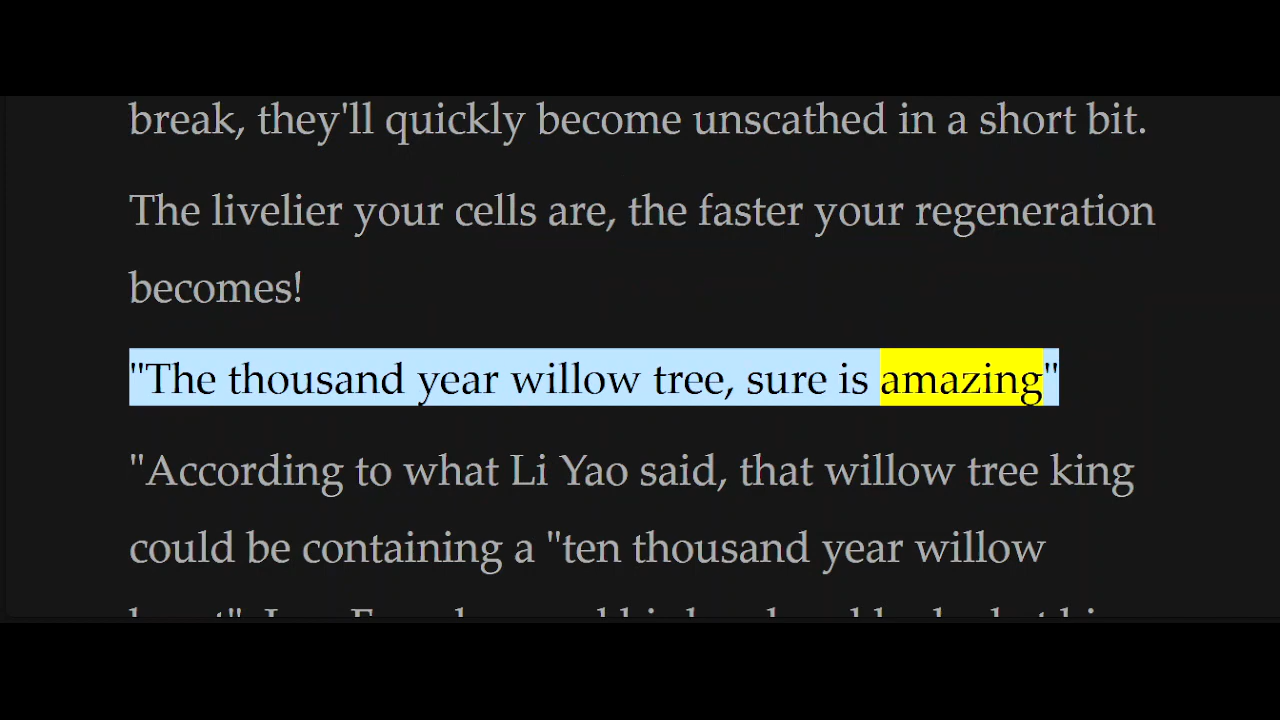 break, they'll quickly become unscathed in a short bit.
The livelier your cells are, the faster your regeneration
becomes!
"The thousand year willow tree, sure is amazing"
"According to what Li Yao said, that willow tree king
could be containing a "ten thousand year willow